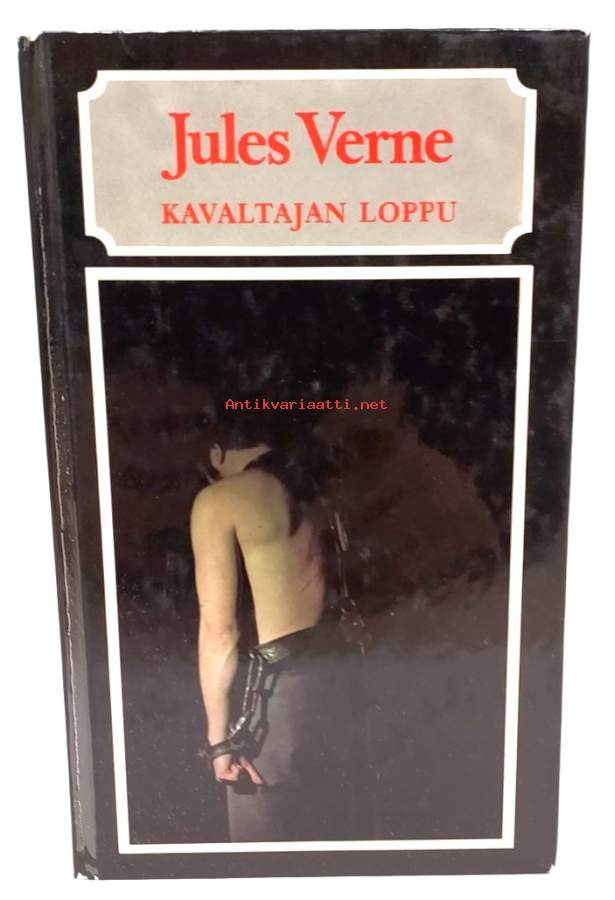 Jules Verne
KAVALTAJAN LOPPU
Antikvariaatti.net